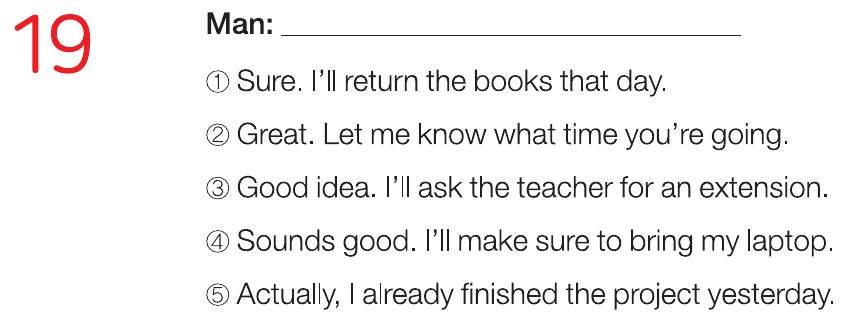 19
Man: ______________________________
① Sure. I’ll return the books that day.
② Great. Let me know what time you’re going.
③ Good idea. I’ll ask the teacher for an extension.
④ Sounds good. I’ll make sure to bring my laptop.
⑤ Actually, I already finished the project yesterday.